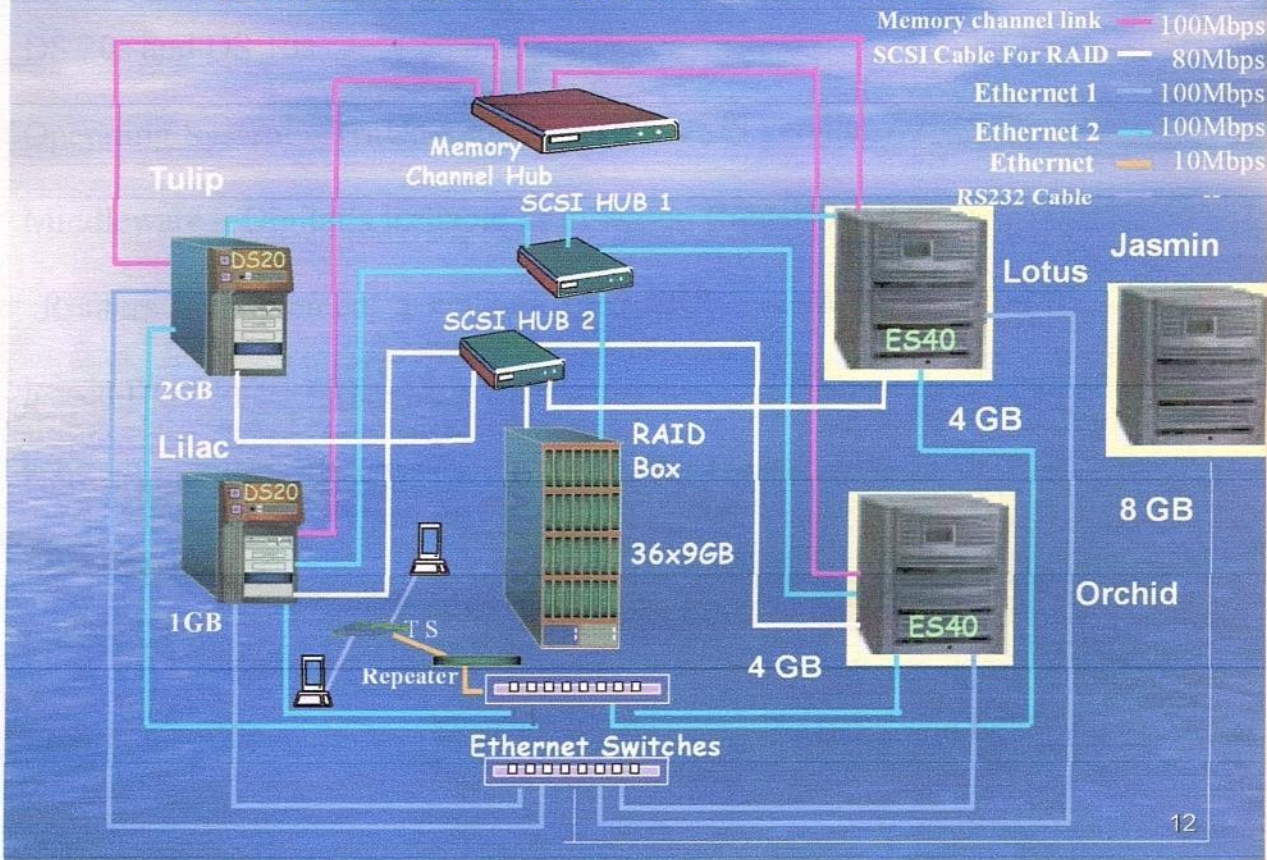 Memory channel link 100Mbps
SCSI Cable For RAID 80Mbps
Ethernet 1 100Mbps
Ethernet 2 100Mbps
Ethernet 10Mbps
RS232 Cable --
Memory
Channel Hub
Tulip
SCSI HUB 1
DS20
Lotus
Jasmin
SCSI HUB 2
ES40
2GB
4 GB
Lilac
RAID
Box
DS20
8 GB
36x9GB
Orchid
1GB
T S
ES40
Repeater
4 GB
Ethernet Switches
12